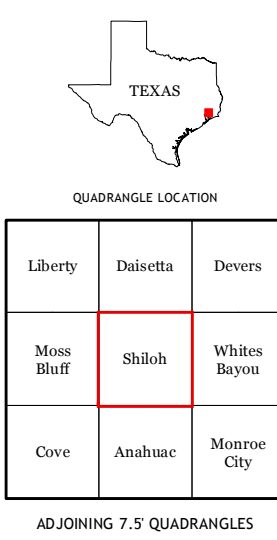 TEXAS
QUADRANGLE LOCATION
Liberty
Daisetta
Devers
Moss
Bluff
Shiloh
Whites
Bayou
Cove
Anahuac
Monroe
City
ADJOINING 7.5' QUADRANGLES